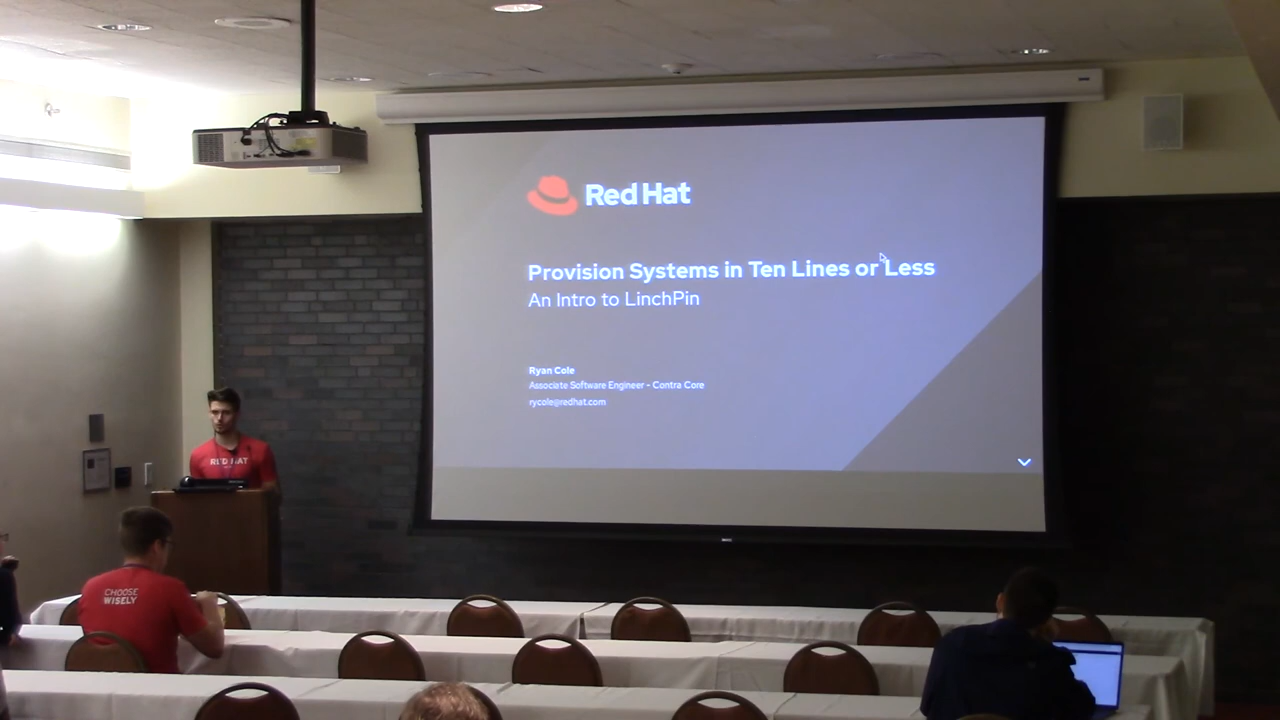 Red Hat
Provision Systems in Ten Lines or Less
An Intro to LinchPin
Ryan Cole
Associate Software Engineer - Contra Core
rycole@redhat.com
RED HAT
CHOOSE
WISELY